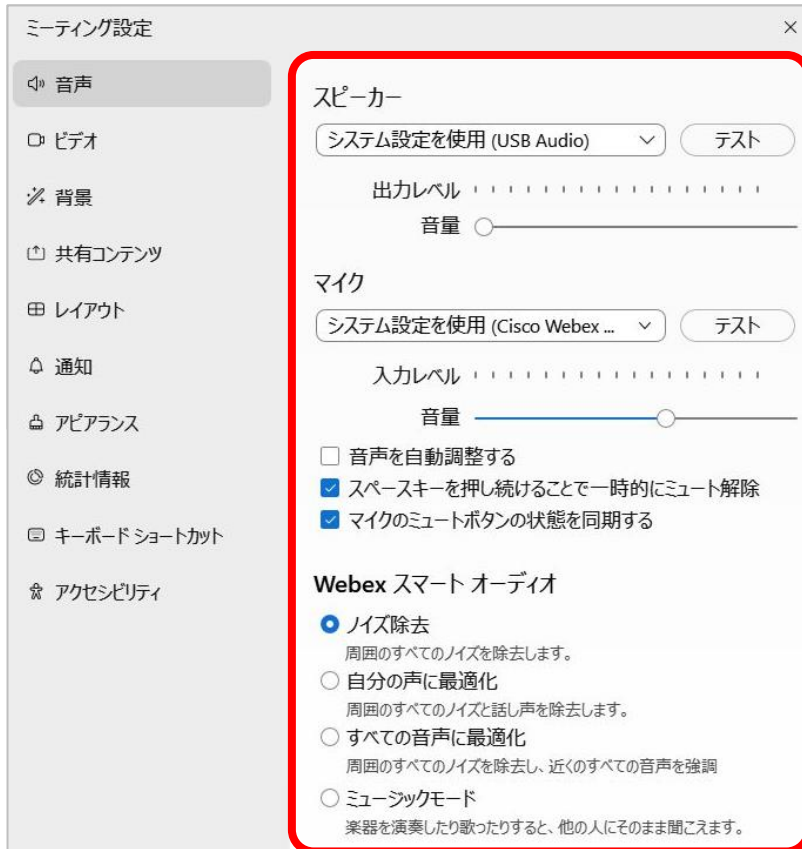 ミーティング設定
音声
ビデオ
背景
共有コンテンツ
レイアウト
通知
アピアランス
統計情報
キーボード ショートカット
アクセシビリティ
スピーカー
システム設定を使用 (USB Audio)
テスト
出力レベル
音量
マイク
システム設定を使用 (Cisco Webex ...
テスト
入力レベル
音量
音声を自動調整する
スペースキーを押し続けることで一時的にミュート解除
マイクのミュートボタンの状態を同期する
Webex スマート オーディオ
ノイズ除去
周囲のすべてのノイズを除去します。
自分の声に最適化
周囲のすべてのノイズと話し声を除去します。
すべての音声に最適化
周囲のすべてのノイズを除去し、近くのすべての音声を強調
ミュージックモード
楽器を演奏したり歌ったりすると、他の人にそのまま聞こえます。